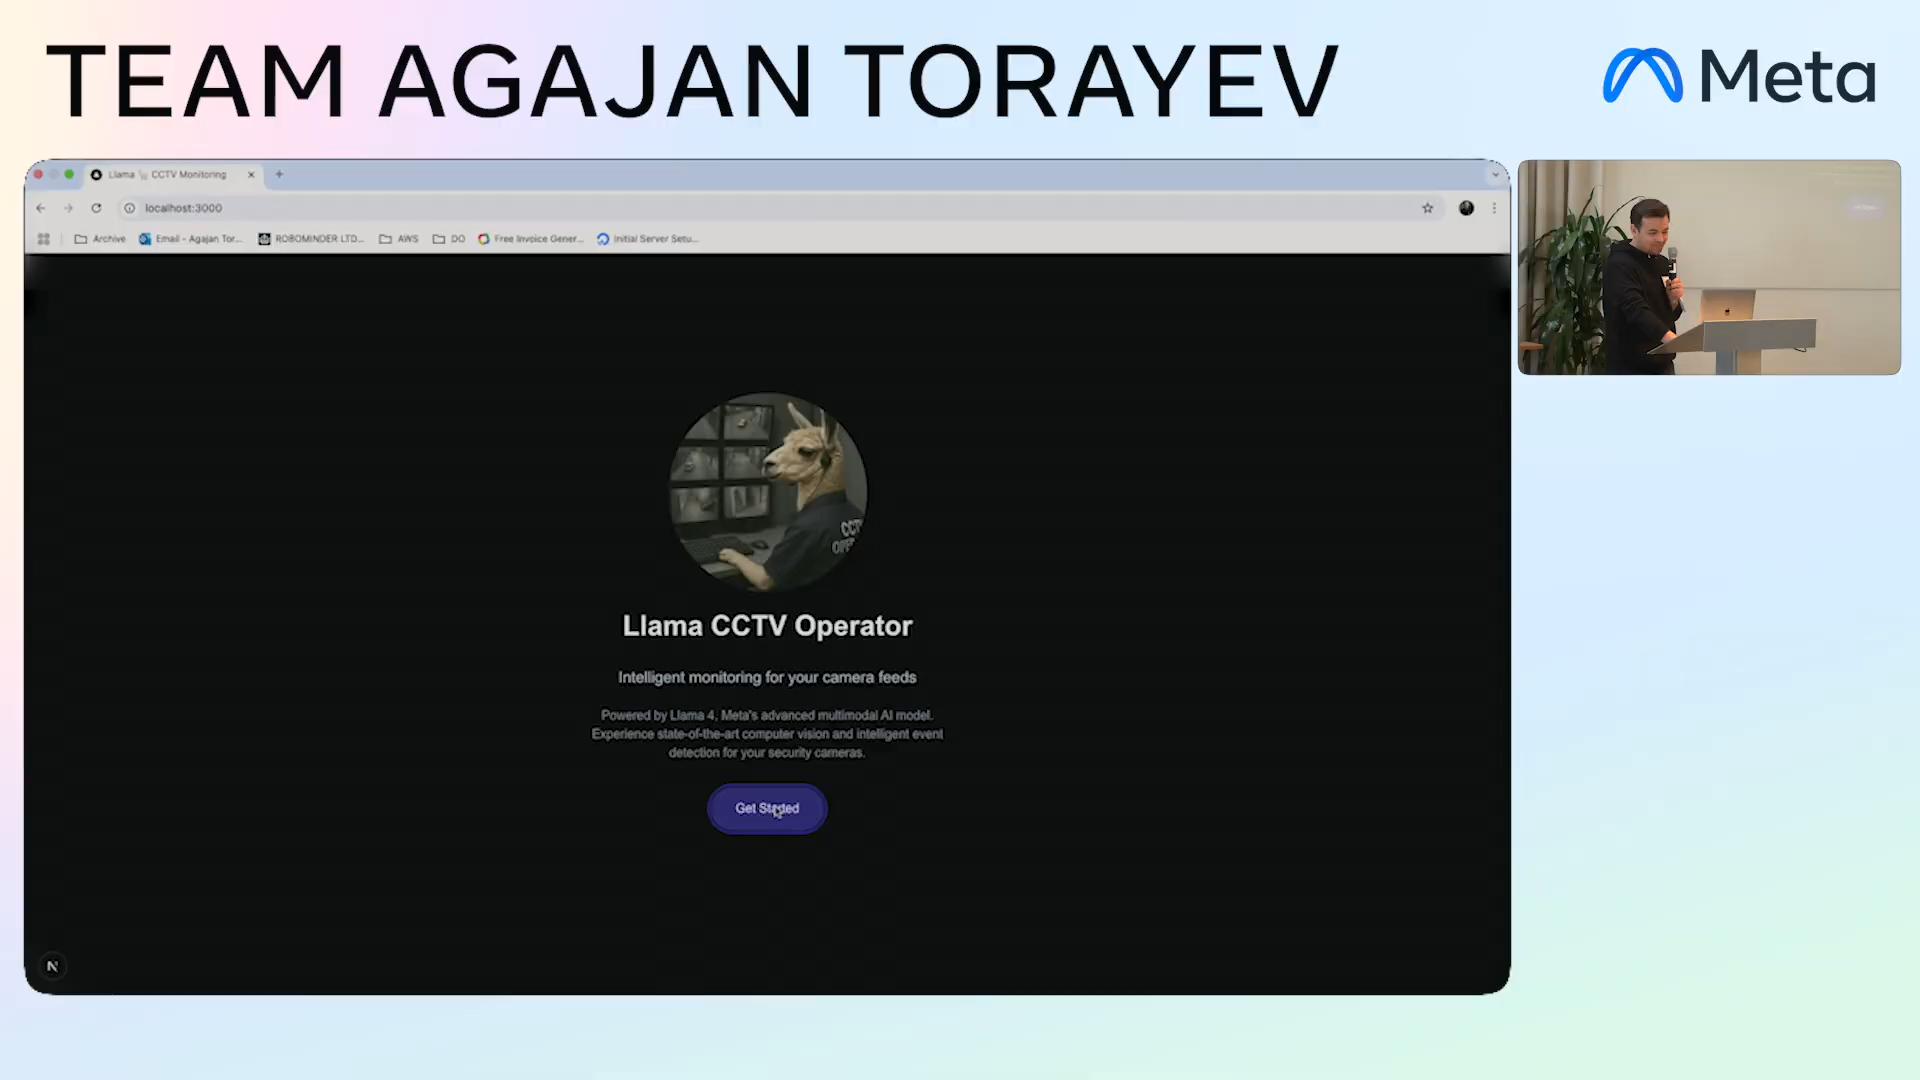 TEAM AGAJAN TORAYEV
Meta
Llama CCTV Monitoring
localhost:3000
Archive
Email - Agajan Tor...
ROBOMINDER LTD...
AWS
DO
Free Invoice Gener...
Initial Server Setu...
CCTV
Llama CCTV Operator
Intelligent monitoring for your camera feeds
Powered by Llama 4, Meta's advanced multimodal AI model.
Experience state-of-the-art computer vision and intelligent event
detection for your security cameras.
Get Started
N